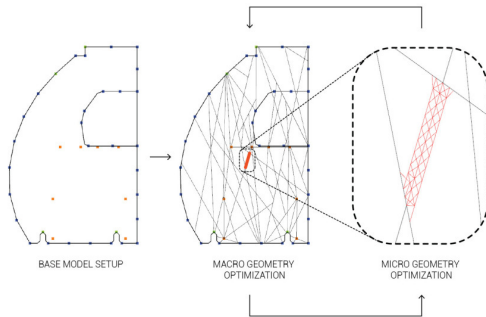 BASE MODEL SETUP
MACRO GEOMETRY
OPTIMIZATION
MICRO GEOMETRY
OPTIMIZATION